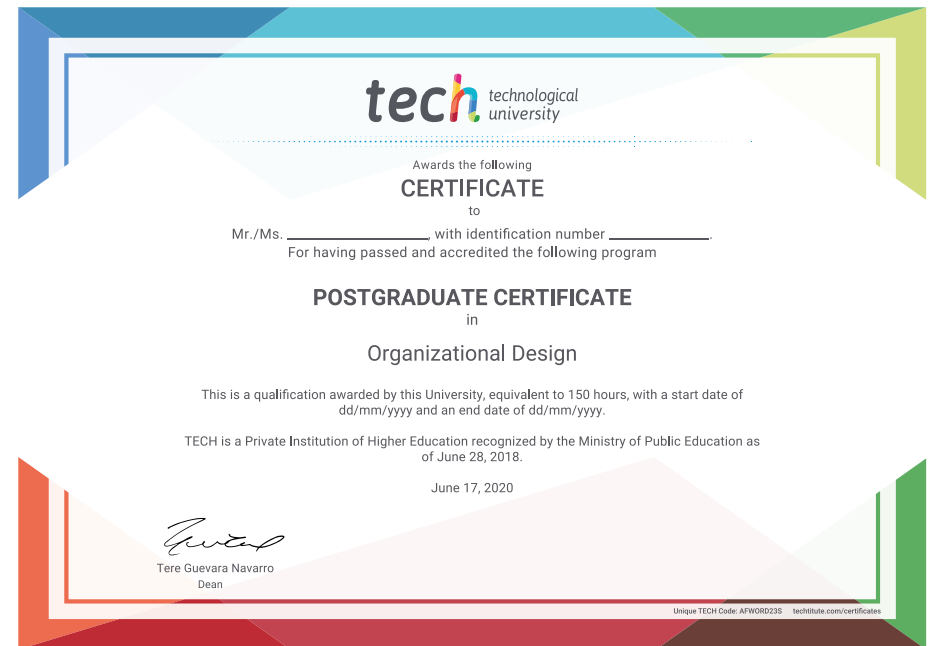 tech technological
university
Awards the following
CERTIFICATE
to
Mr./Ms. ____________________, with identification number ______________.
For having passed and accredited the following program
POSTGRADUATE CERTIFICATE
in
Organizational Design
This is a qualification awarded by this University, equivalent to 150 hours, with a start date of
dd/mm/yyyy and an end date of dd/mm/yyyy.
TECH is a Private Institution of Higher Education recognized by the Ministry of Public Education as
of June 28, 2018.
June 17, 2020
Tere Guevara Navarro
Dean
Unique TECH Code: AFWORD23S techtitute.com/certificates